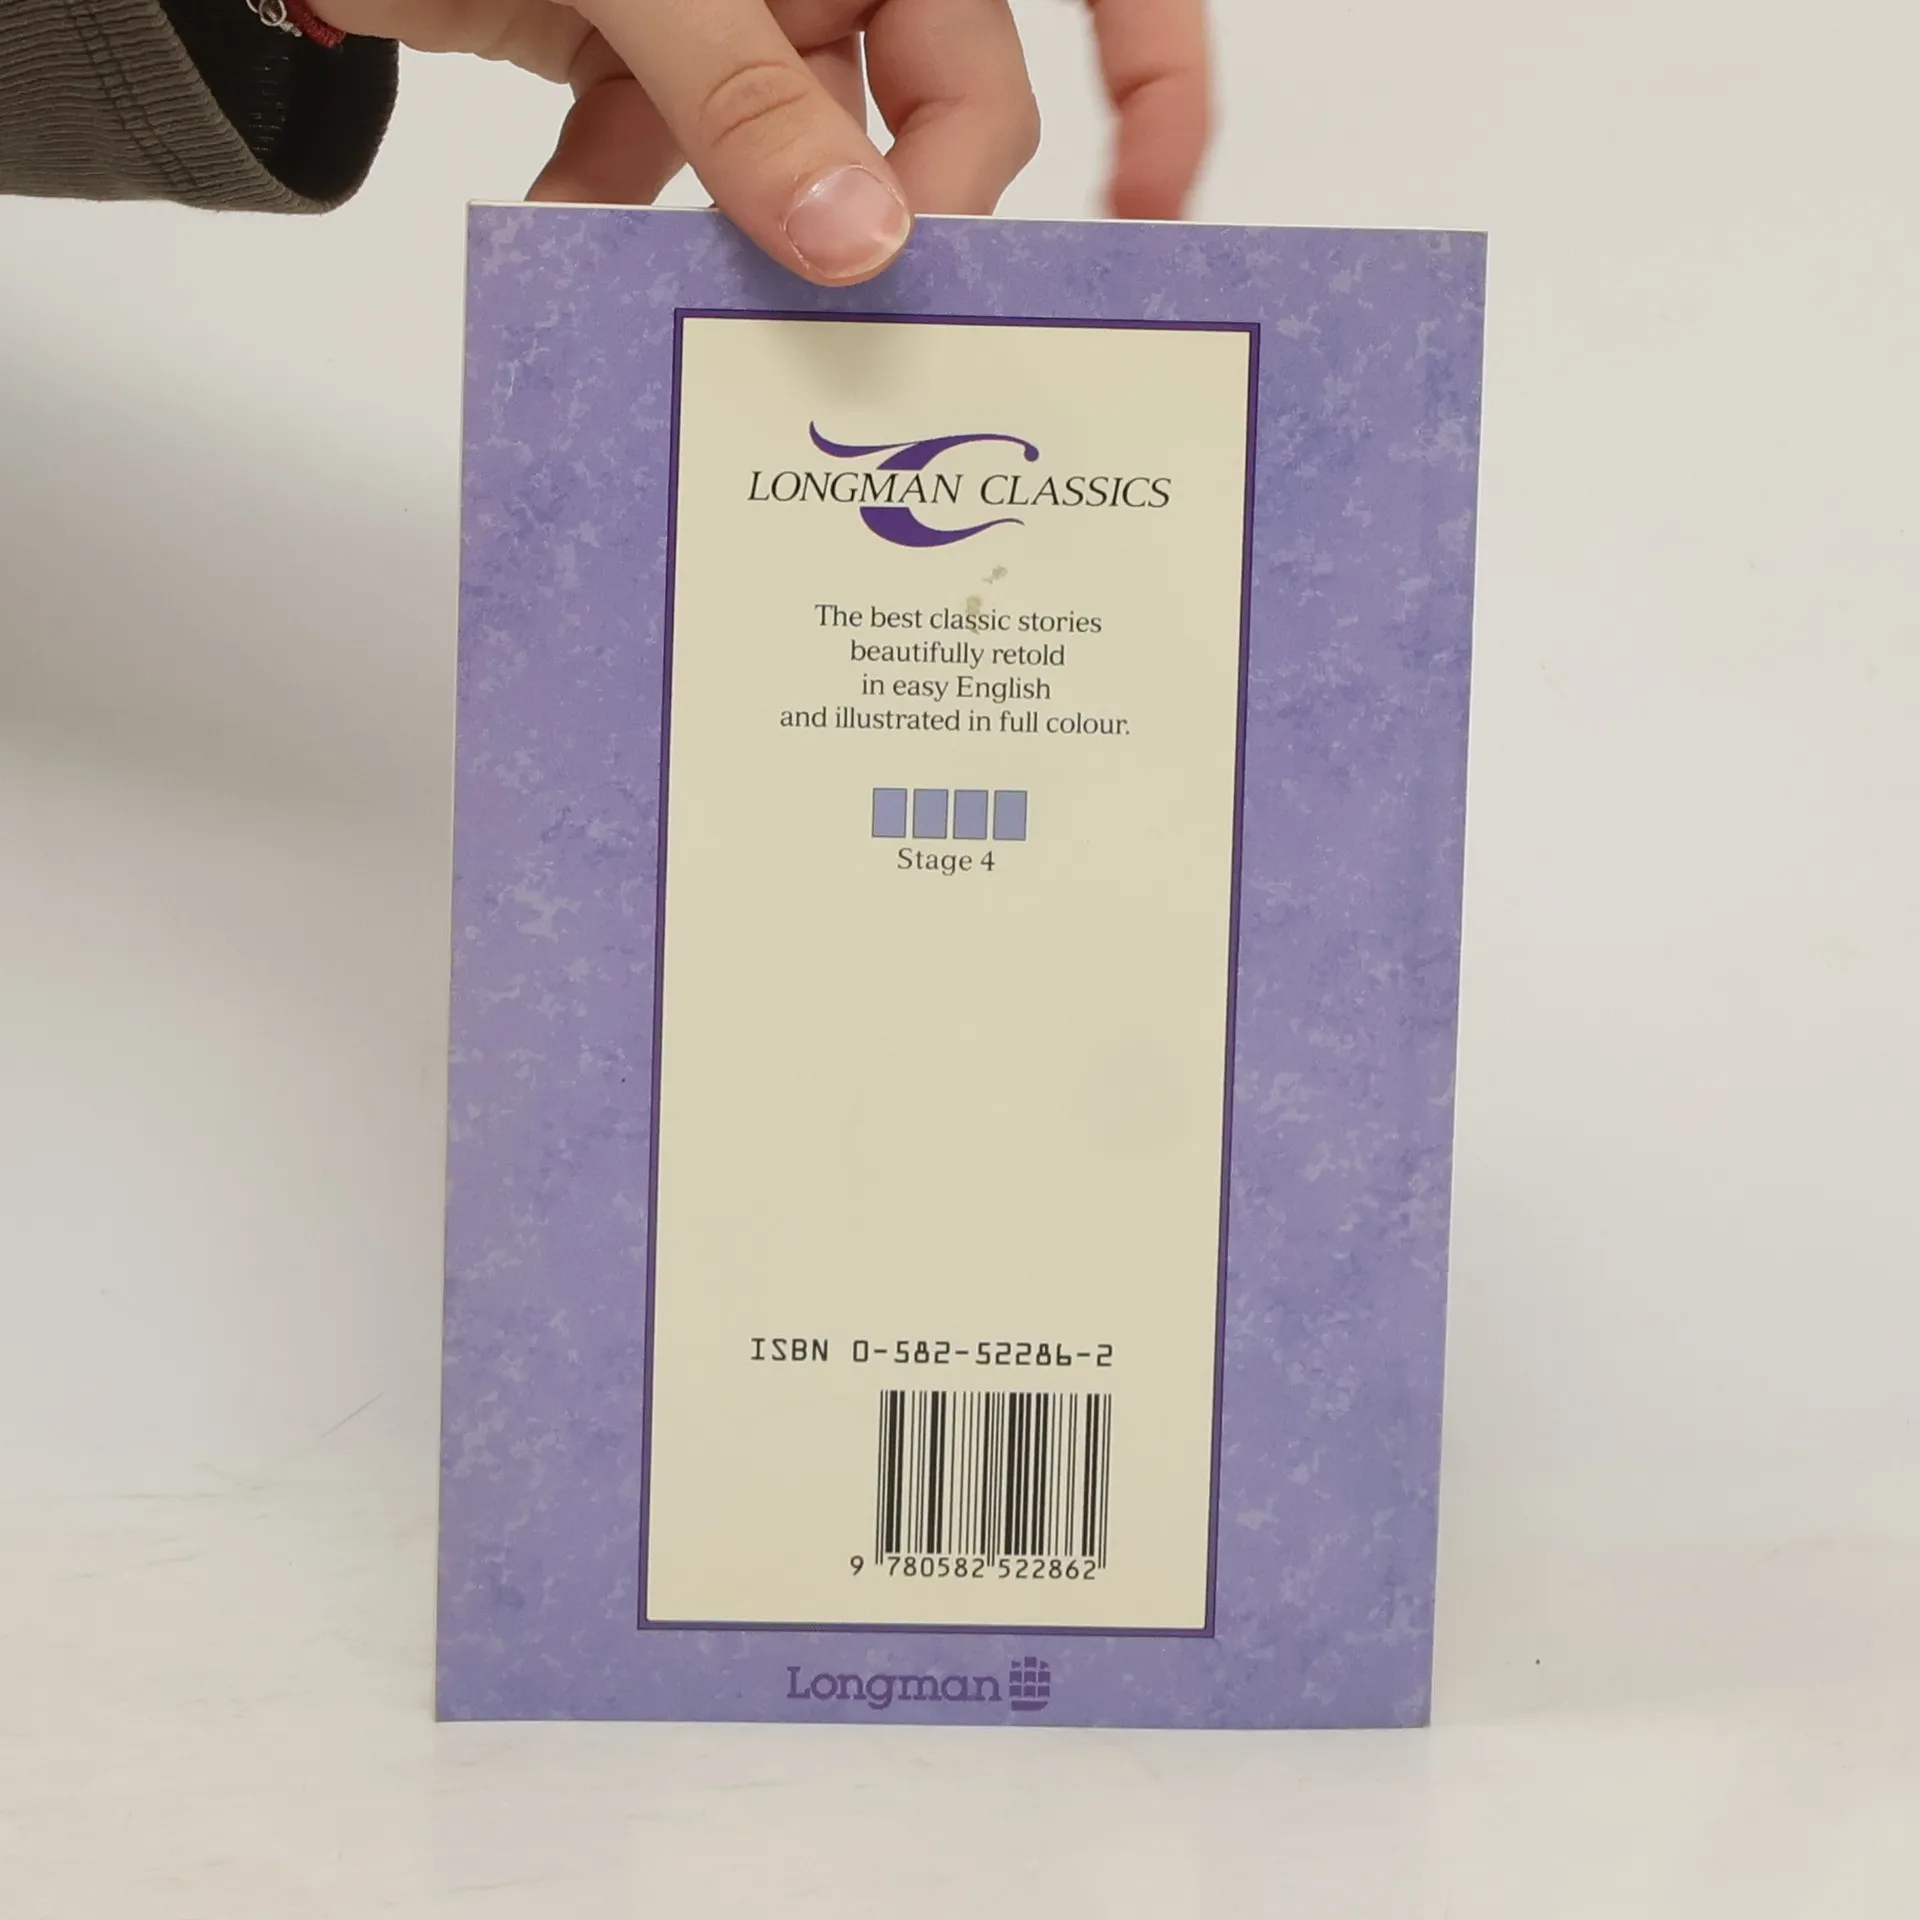 LONGMAN CLASSICS
The best classic stories
beautifully retold
in easy English
and illustrated in full colour.
Stage 4
ISBN 0-582-52286-2
9 780582 522862
Longman